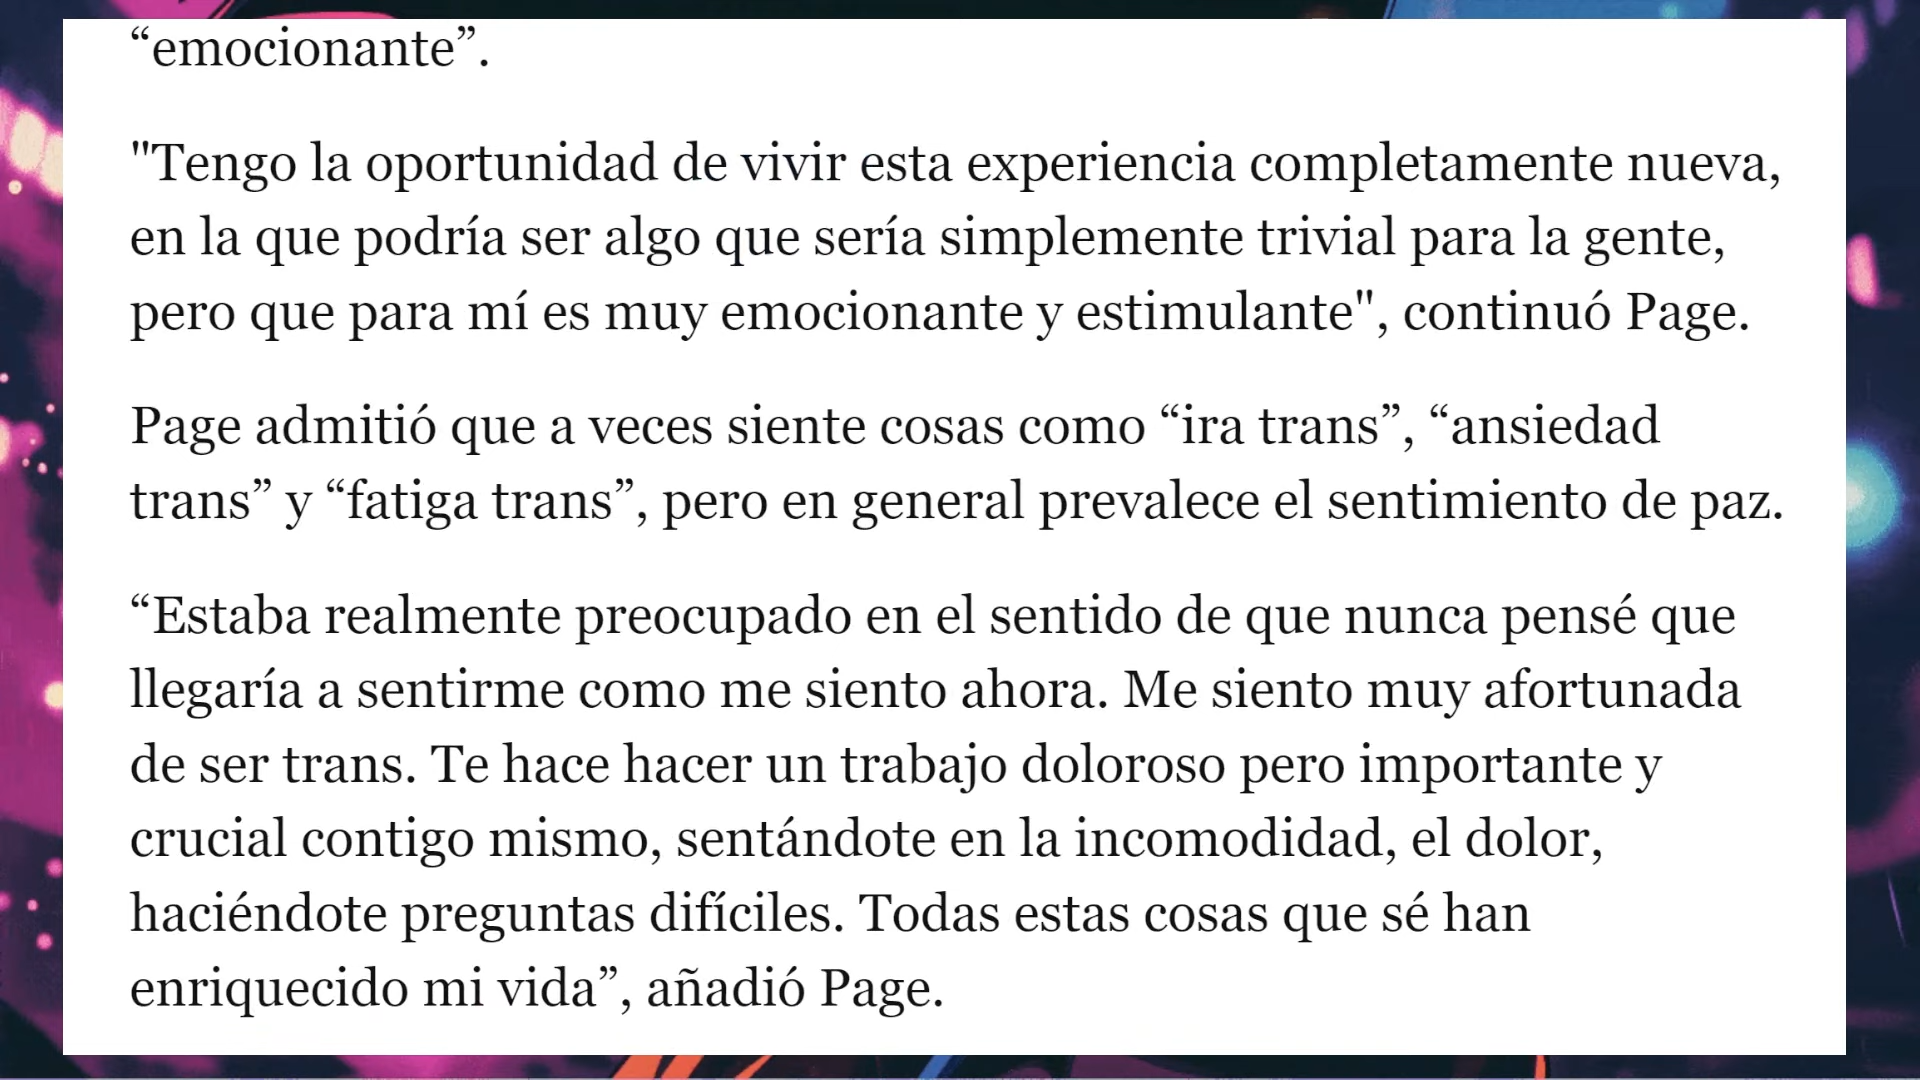 “emocionante”.
"Tengo la oportunidad de vivir esta experiencia completamente nueva,
en la que podría ser algo que sería simplemente trivial para la gente,
pero que para mí es muy emocionante y estimulante", continuó Page.
Page admitió que a veces siente cosas como “ira trans”, “ansiedad
trans” y “fatiga trans”, pero en general prevalece el sentimiento de paz.
“Estaba realmente preocupado en el sentido de que nunca pensé que
llegaría a sentirme como me siento ahora. Me siento muy afortunada
de ser trans. Te hace hacer un trabajo doloroso pero importante y
crucial contigo mismo, sentándote en la incomodidad, el dolor,
haciéndote preguntas difíciles. Todas estas cosas que sé han
enriquecido mi vida”, añadió Page.